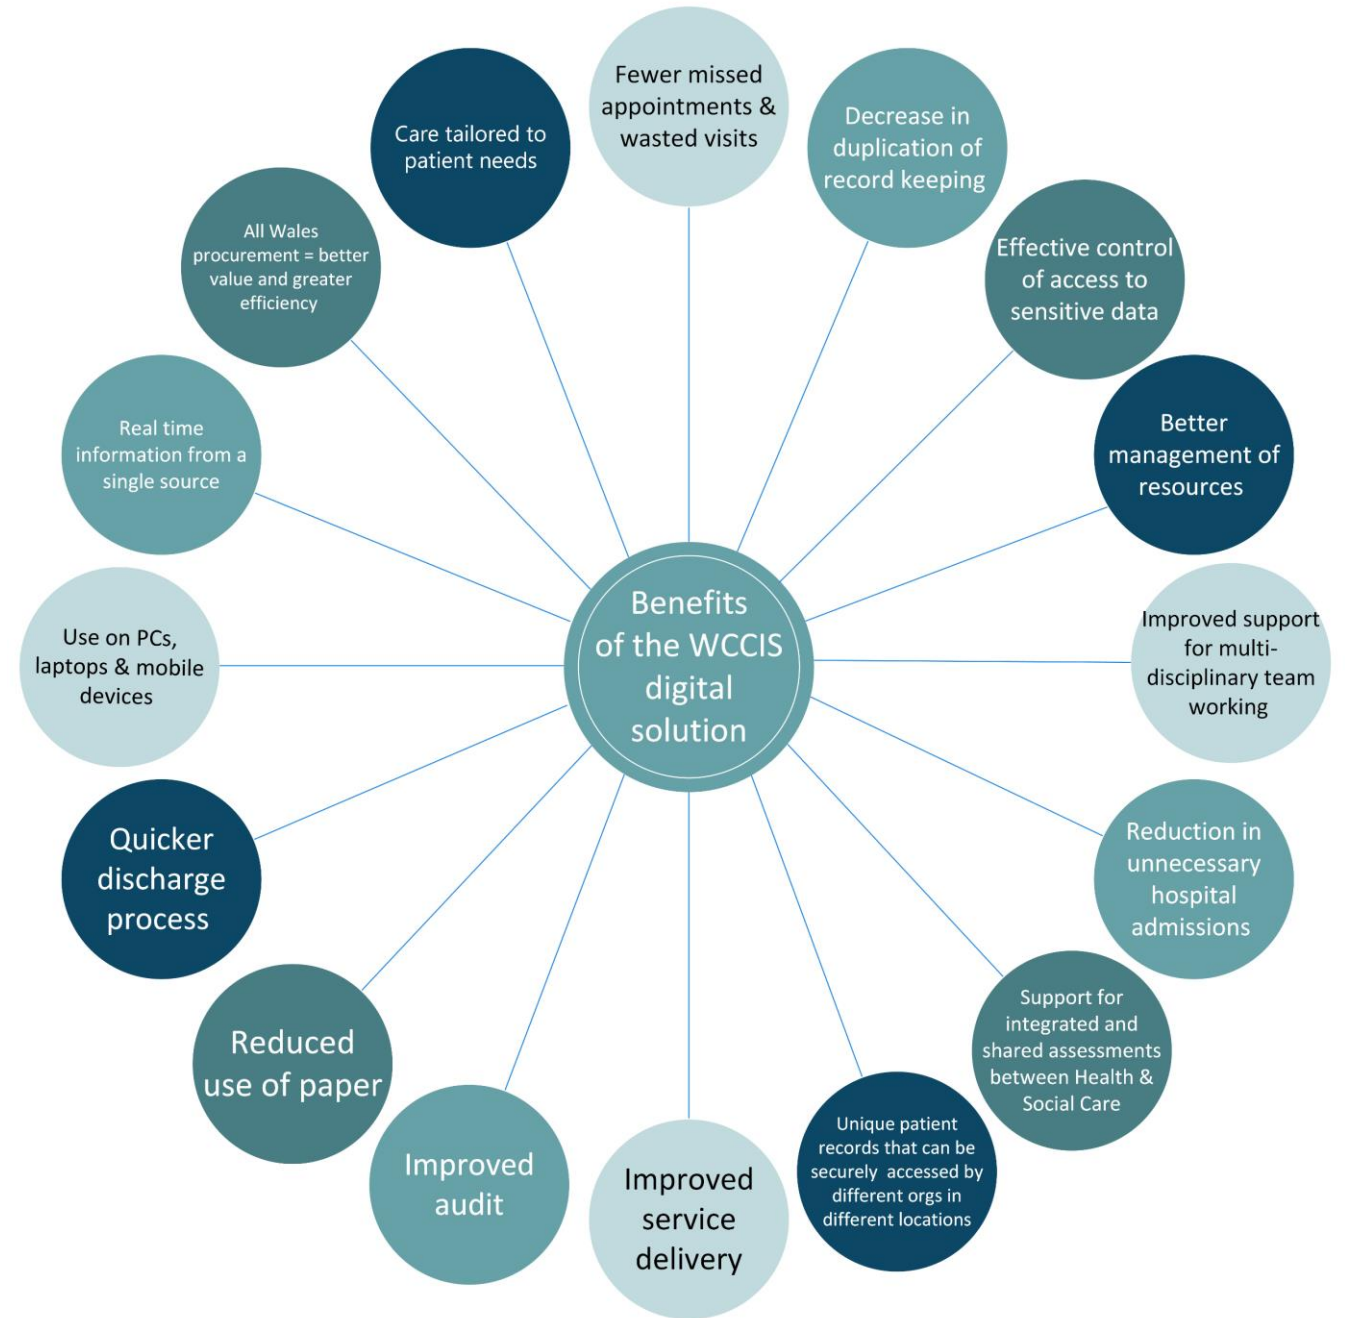 Fewer missed
appointments &
wasted visits
Decrease in
duplication of
record keeping
Effective control
of access to
sensitive data
Better
management of
resources
Improved support
for multi-
disciplinary team
working
Reduction in
unnecessary
hospital
admissions
Support for
integrated and
shared assessments
between Health &
Social Care
Unique patient
records that can be
securely accessed by
different orgs in
different locations
Improved
service
delivery
Improved
audit
Reduced
use of paper
Quicker
discharge
process
Use on PCs,
laptops & mobile
devices
Real time
information from a
single source
All Wales
procurement = better
value and greater
efficiency
Care tailored to
patient needs
Benefits
of the WCCIS
digital
solution